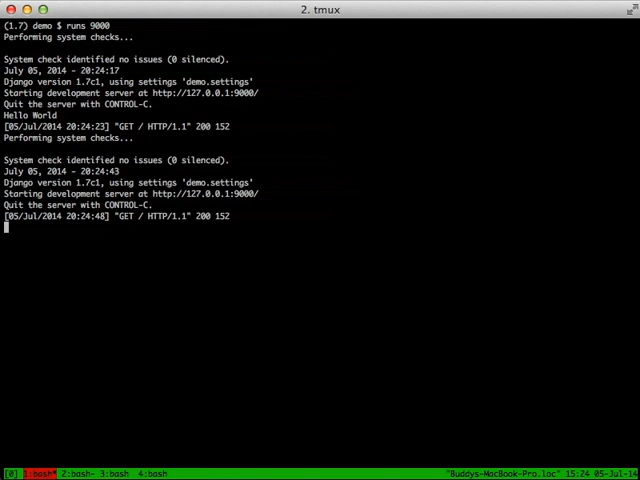 2. tmux
(1.7) demo $ runs 9000
Performing system checks...
System check identified no issues (0 silenced).
July 05, 2014 - 20:24:17
Django version 1.7c1, using settings 'demo.settings'
Starting development server at http://127.0.0.1:9000/
Quit the server with CONTROL-C.
Hello World
[05/Jul/2014 20:24:23] "GET / HTTP/1.1" 200 152
Performing system checks...
System check identified no issues (0 silenced).
July 05, 2014 - 20:24:43
Django version 1.7c1, using settings 'demo.settings'
Starting development server at http://127.0.0.1:9000/
Quit the server with CONTROL-C.
[05/Jul/2014 20:24:48] "GET / HTTP/1.1" 200 152
[0] 1:bash* 2:bash- 3:bash 4:bash "Buddys-MacBook-Pro.loc" 15:24 05-Jul-14